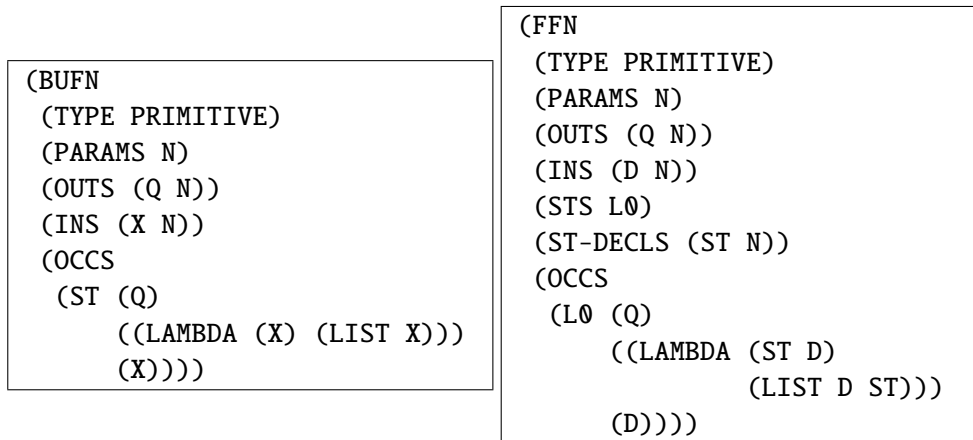 (BUFN
(TYPE PRIMITIVE)
(PARAMS N)
(OUTS (Q N))
(INS (X N))
(OCCS
(ST (Q)
((LAMBDA (X) (LIST X)))
(X))))
(FFN
(TYPE PRIMITIVE)
(PARAMS N)
(OUTS (Q N))
(INS (D N))
(STS L0)
(ST-DECLS (ST N))
(OCCS
(L0 (Q)
((LAMBDA (ST D)
(LIST D ST)))
(D))))